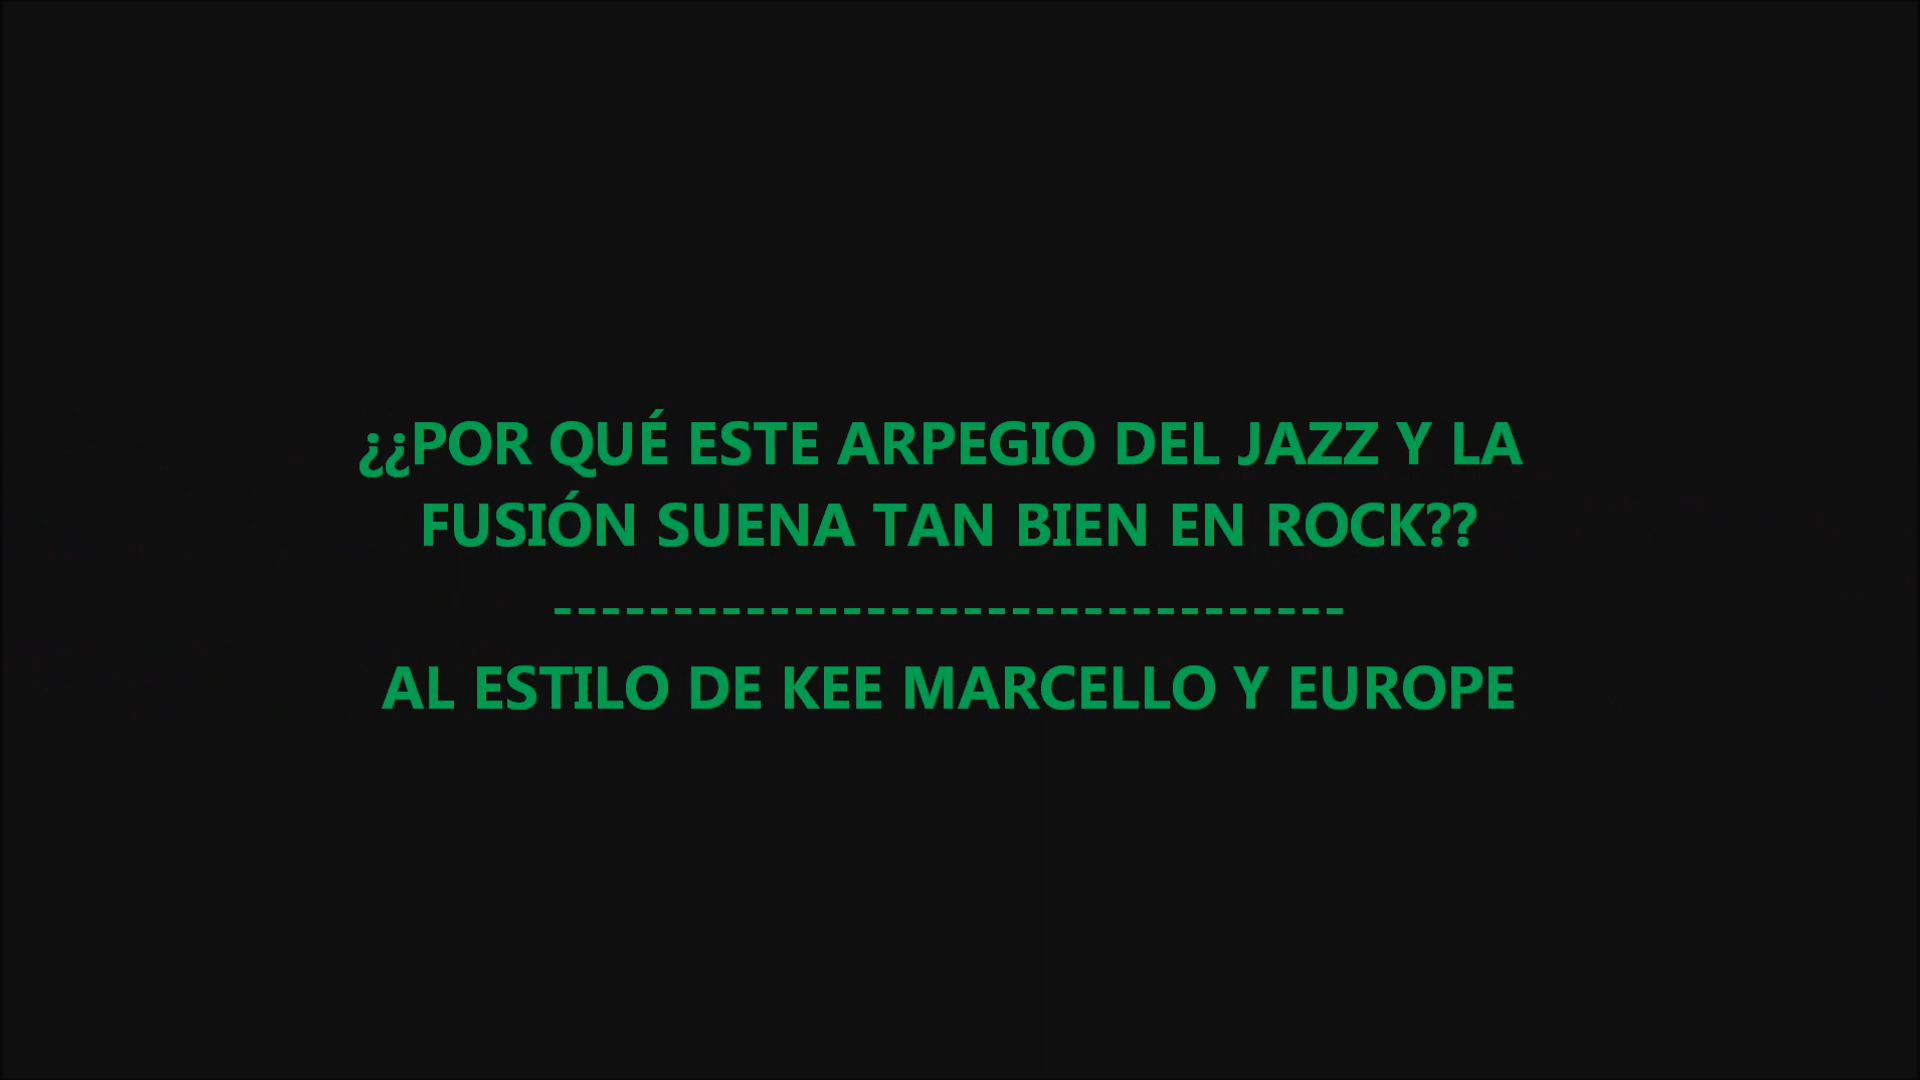 ¿¿POR QUÉ ESTE ARPEGIO DEL JAZZ Y LA
FUSIÓN SUENA TAN BIEN EN ROCK??
---------------------------------
AL ESTILO DE KEE MARCELLO Y EUROPE